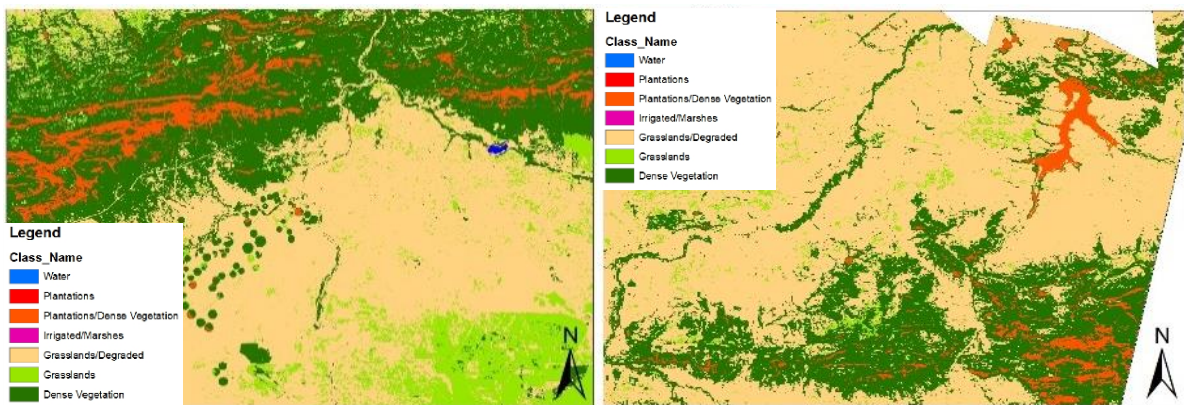 Legend
Class_Name
Water
Plantations
Plantations/Dense Vegetation
Irrigated/Marshes
Grasslands/Degraded
Grasslands
Dense Vegetation
N
Legend
Class_Name
Water
Plantations
Plantations/Dense Vegetation
Irrigated/Marshes
Grasslands/Degraded
Grasslands
Dense Vegetation
N